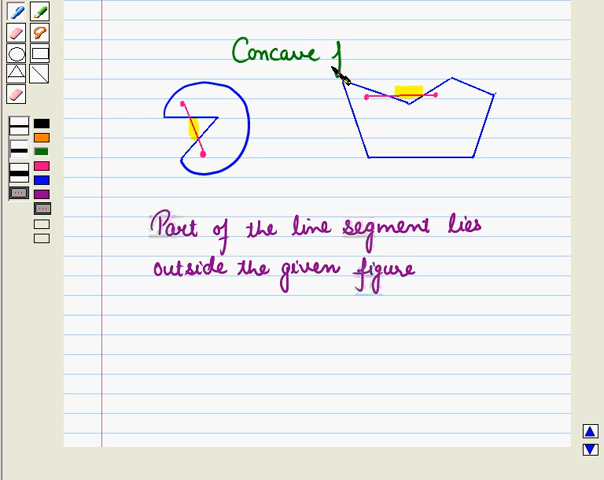 Concave f
Part of the line segment lies
outside the given figure